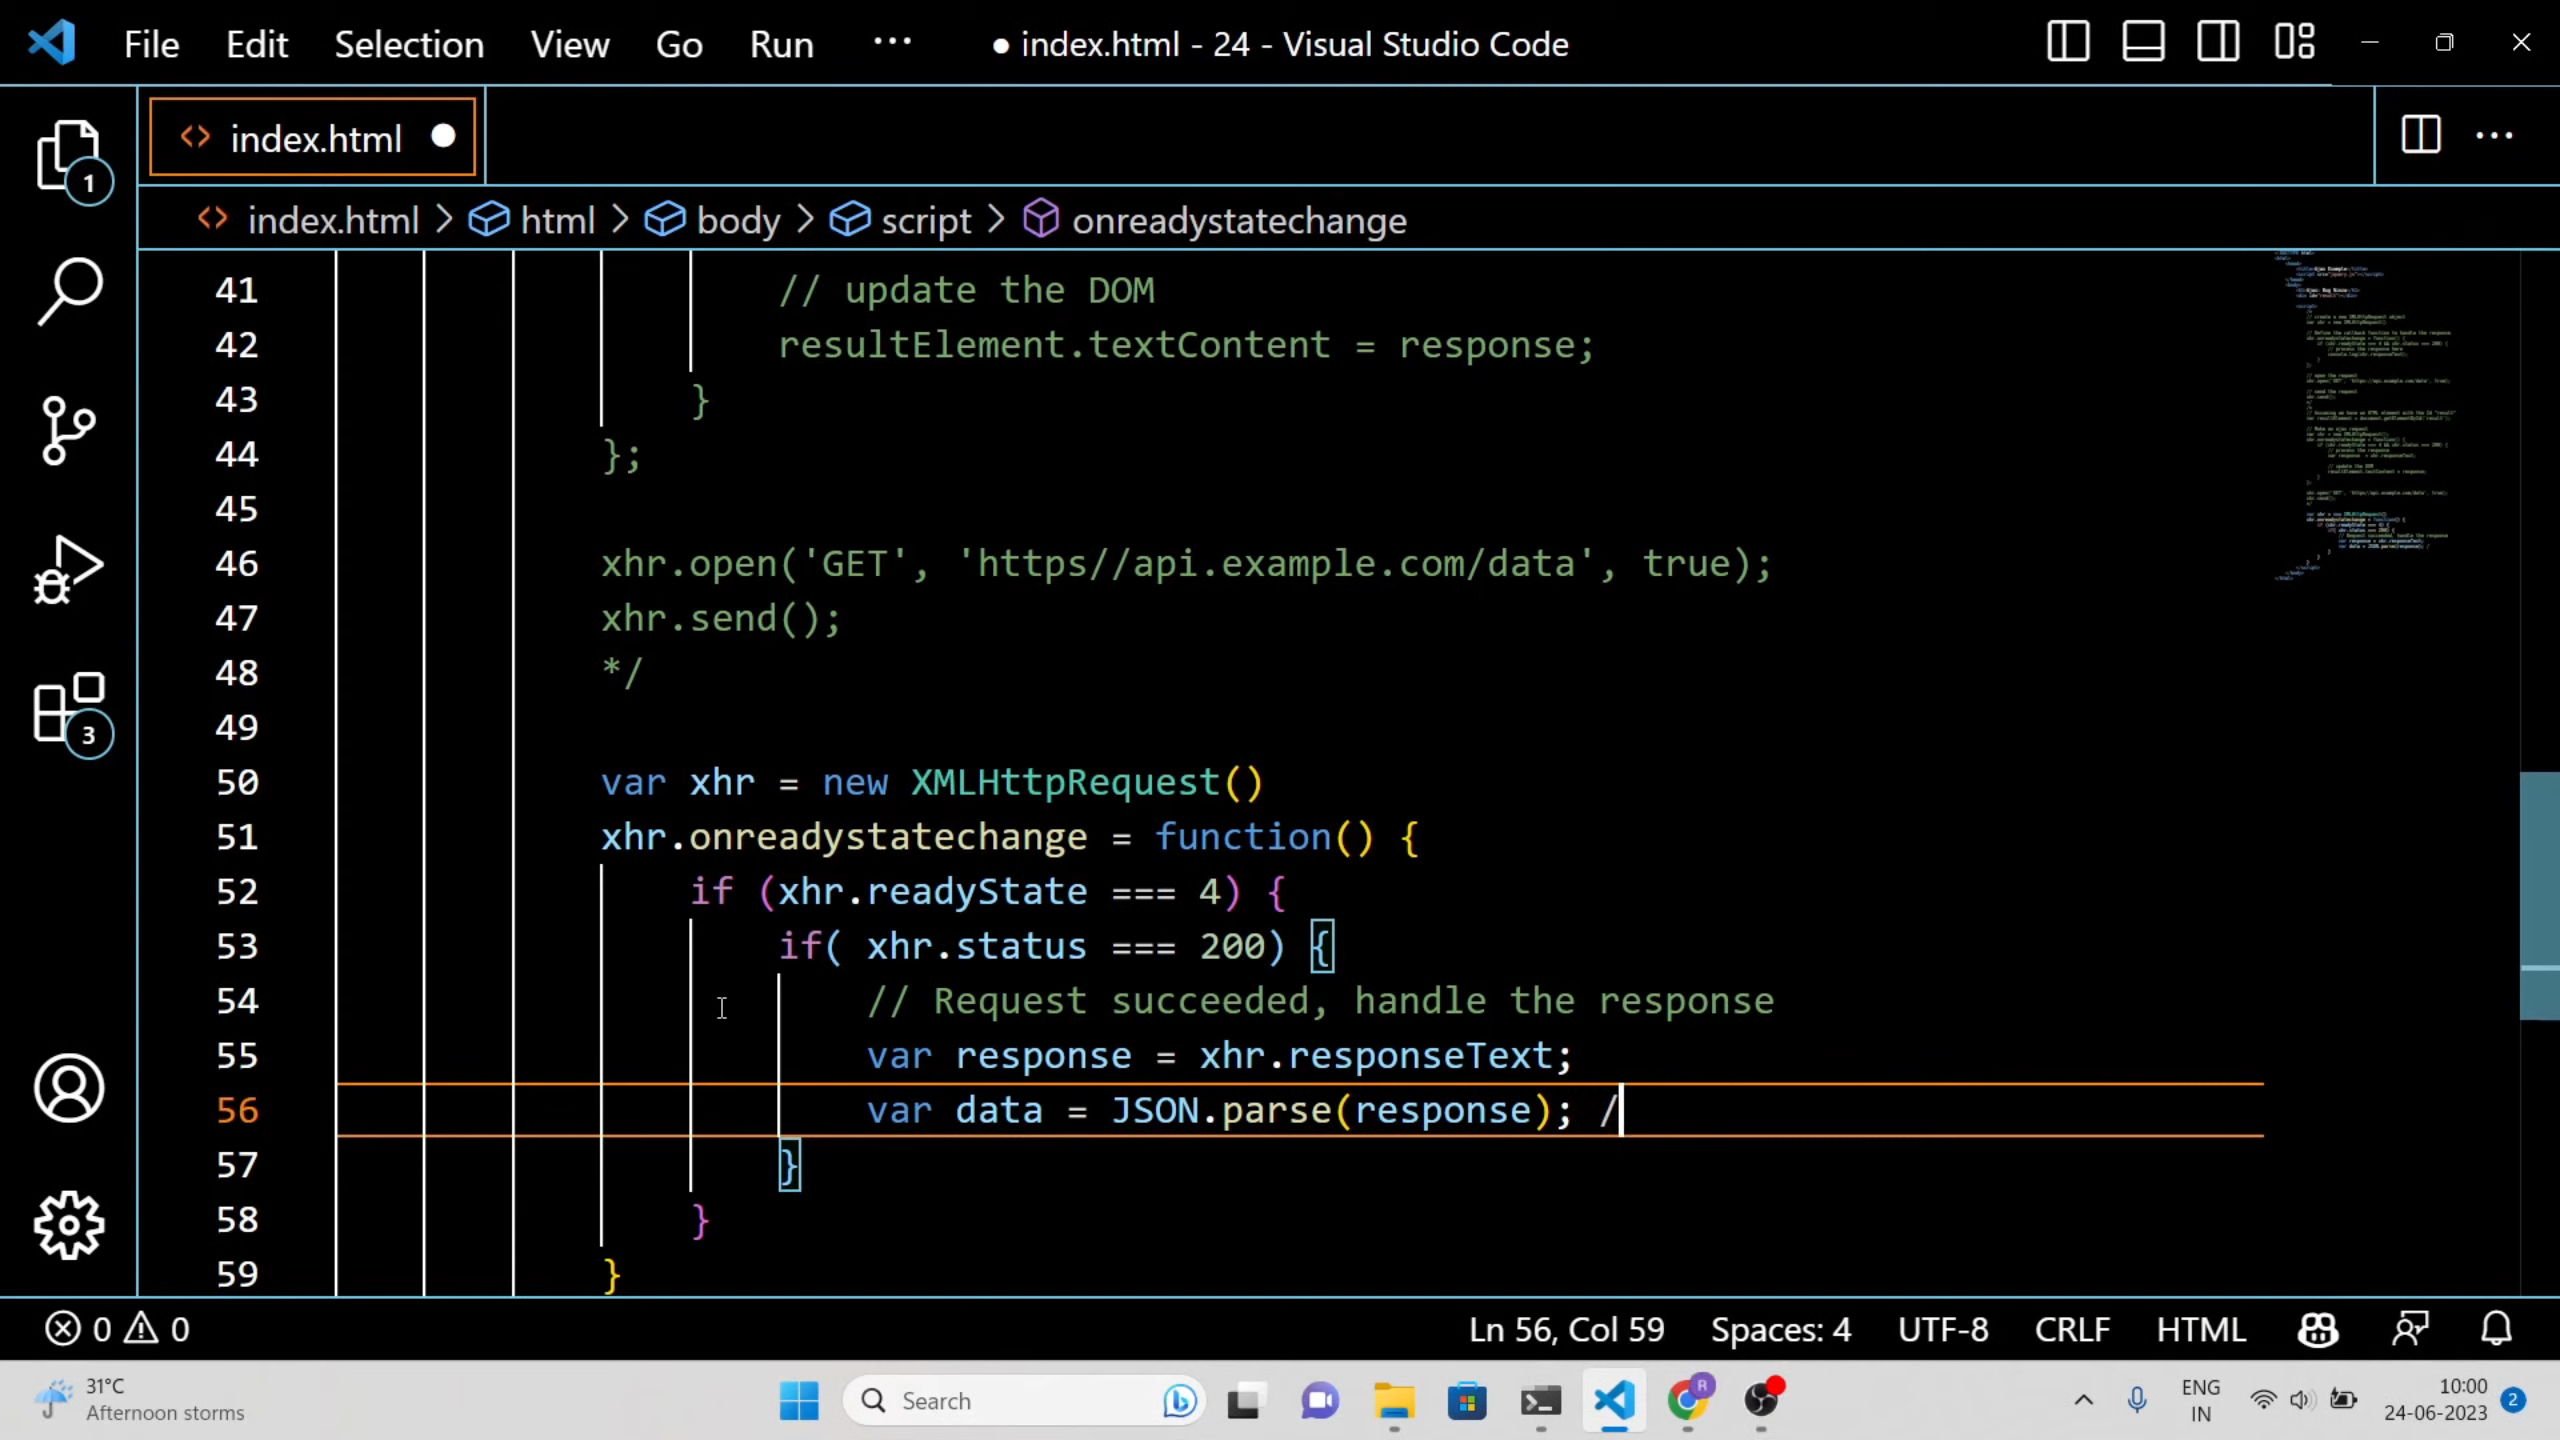 File Edit Selection View Go Run ··· ● index.html - 24 - Visual Studio Code
<> index.html ●
<> index.html > html > body > script > onreadystatechange
41 // update the DOM
42 resultElement.textContent = response;
43 }
44 };
45
46 xhr.open('GET', 'https//api.example.com/data', true);
47 xhr.send();
48 */
49
50 var xhr = new XMLHttpRequest()
51 xhr.onreadystatechange = function() {
52 if (xhr.readyState === 4) {
53 if( xhr.status === 200) {
54 // Request succeeded, handle the response
55 var response = xhr.responseText;
56 var data = JSON.parse(response); /
57 }
58 }
59 }
1
3
0 0 Ln 56, Col 59 Spaces: 4 UTF-8 CRLF HTML
31°C
Afternoon storms
Search
R
ENG
IN
10:00
24-06-2023
2